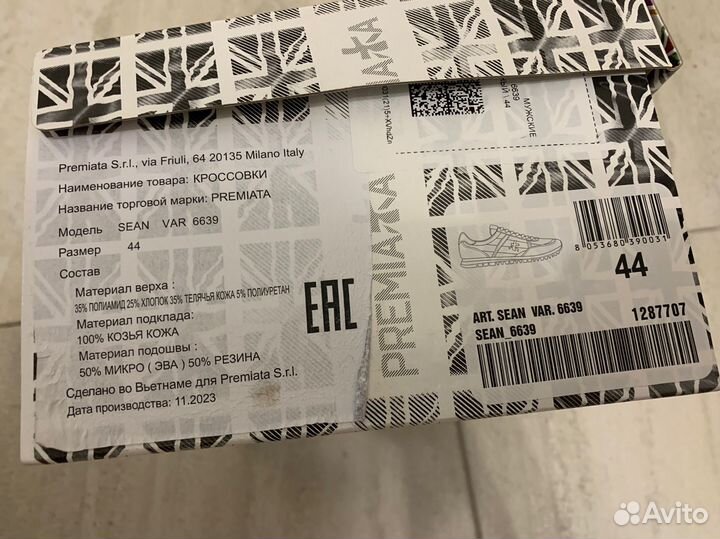 PREMIATA
6639
МУЖСКИЕ
44
Premiata S.r.l., via Friuli, 64 20135 Milano Italy
Наименование товара: КРОССОВКИ
Название торговой марки: PREMIATA
Модель SEAN VAR 6639
Размер 44
Состав
Материал верха :
35% ПОЛИАМИД 25% ХЛОПОК 35% ТЕЛЯЧЬЯ КОЖА 5% ПОЛИУРЕТАН
Материал подклада:
100% КОЗЬЯ КОЖА
Материал подошвы :
50% МИКРО ( ЭВА ) 50% РЕЗИНА
Сделано во Вьетнаме для Premiata S.r.l.
Дата производства: 11.2023
EAC
PREMIATA
8 053680 390031
44
ART. SEAN VAR. 6639
1287707
SEAN_6639
Avito